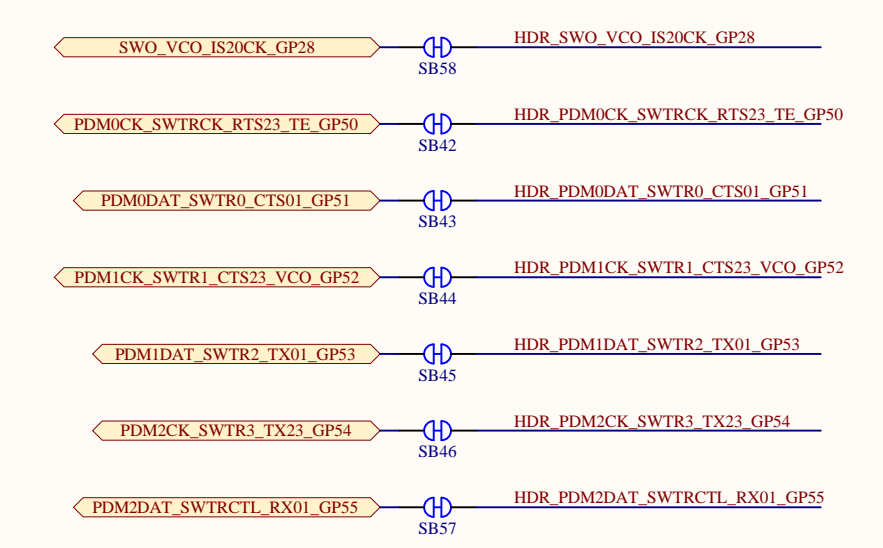 SWO_VCO_IS20CK_GP28
HDR_SWO_VCO_IS20CK_GP28
SB58
PDM0CK_SWTRCK_RTS23_TE_GP50
HDR_PDM0CK_SWTRCK_RTS23_TE_GP50
SB42
PDM0DAT_SWTR0_CTS01_GP51
HDR_PDM0DAT_SWTR0_CTS01_GP51
SB43
PDM1CK_SWTR1_CTS23_VCO_GP52
HDR_PDM1CK_SWTR1_CTS23_VCO_GP52
SB44
PDM1DAT_SWTR2_TX01_GP53
HDR_PDM1DAT_SWTR2_TX01_GP53
SB45
PDM2CK_SWTR3_TX23_GP54
HDR_PDM2CK_SWTR3_TX23_GP54
SB46
PDM2DAT_SWTRCTL_RX01_GP55
HDR_PDM2DAT_SWTRCTL_RX01_GP55
SB57